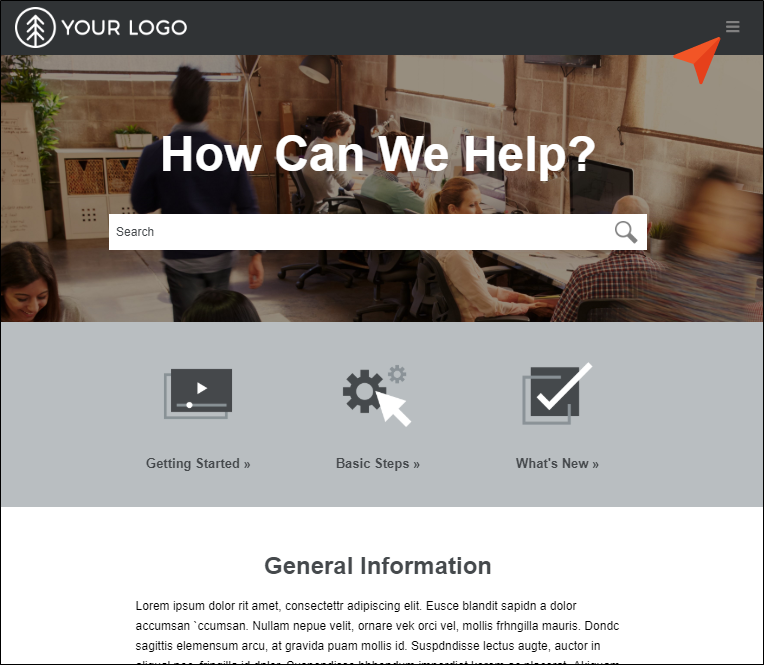 YOUR LOGO
How Can We Help?
Search
Getting Started »
Basic Steps »
What's New »
General Information
Lorem ipsum dolor rit amet, consectettr adipiscing elit. Eusce blandit sapidn a dolor
accumsan `ccumsan. Nullam nepue velit, ornare vek orci vel, mollis frhngilla mauris. Dondc
sagittis elemensum arcu, at gravida puam mollis id. Suspdndisse lectus augte, auctor in